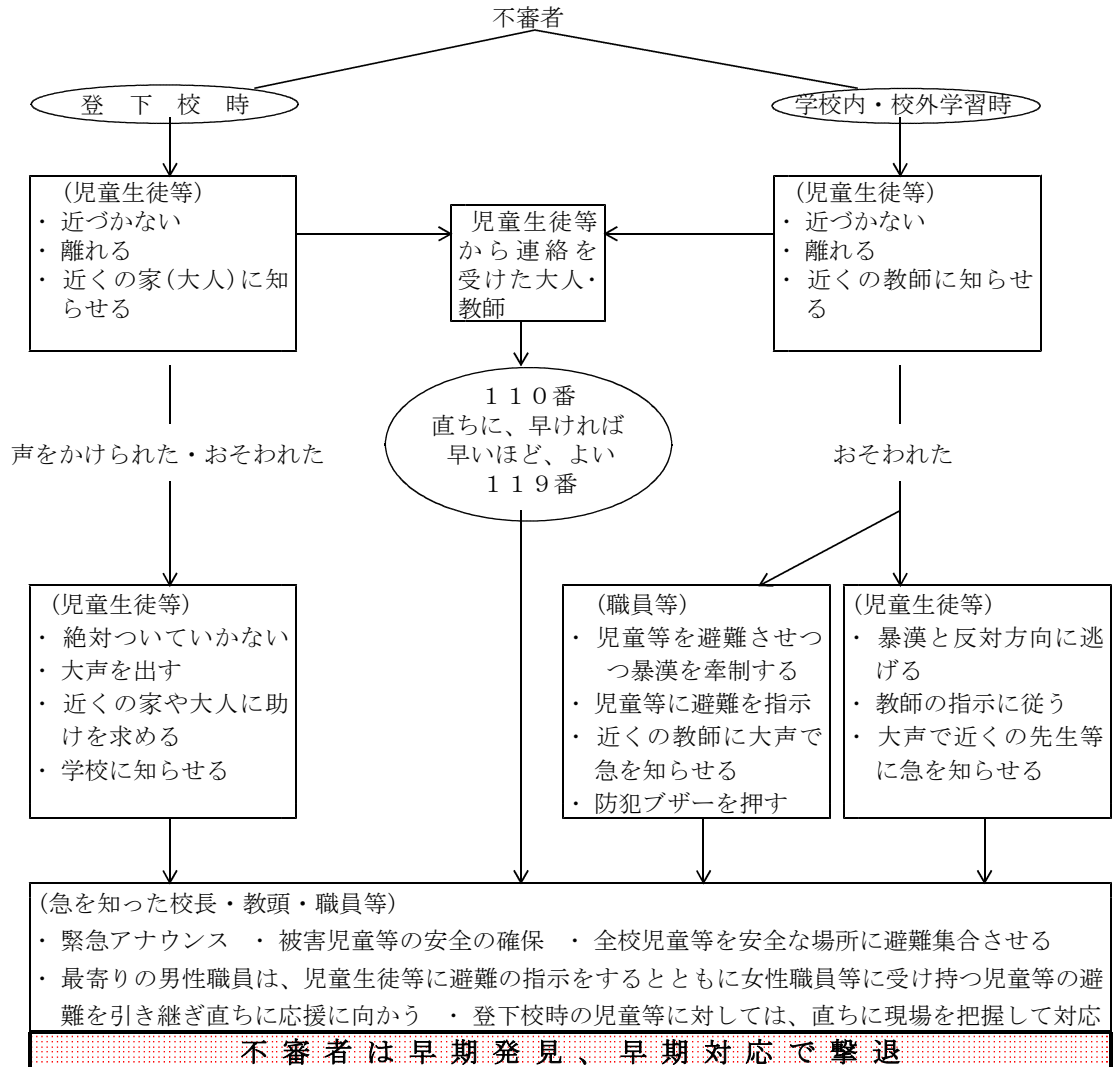 不審者
登下校時
学校内・校外学習時
(児童生徒等)
・ 近づかない
・ 離れる
・ 近くの家(大人)に知
らせる
児童生徒等
から連絡を
受けた大人・
教師
(児童生徒等)
・ 近づかない
・ 離れる
・ 近くの教師に知らせ
る
１１０番
直ちに、早ければ
早いほど、よい
１１９番
声をかけられた・おそわれた
おそわれた
(児童生徒等)
・ 絶対ついていかない
・ 大声を出す
・ 近くの家や大人に助
けを求める
・ 学校に知らせる
(職員等)
・ 児童等を避難させつ
つ暴漢を牽制する
・ 児童等に避難を指示
・ 近くの教師に大声で
急を知らせる
・ 防犯ブザーを押す
(児童生徒等)
・ 暴漢と反対方向に逃
げる
・ 教師の指示に従う
・ 大声で近くの先生等
に急を知らせる
(急を知った校長・教頭・職員等)
・ 緊急アナウンス ・ 被害児童等の安全の確保 ・ 全校児童等を安全な場所に避難集合させる
・ 最寄りの男性職員は、児童生徒等に避難の指示をするとともに女性職員等に受け持つ児童等の避
難を引き継ぎ直ちに応援に向かう ・ 登下校時の児童等に対しては、直ちに現場を把握して対応
不審者は早期発見、早期対応で撃退